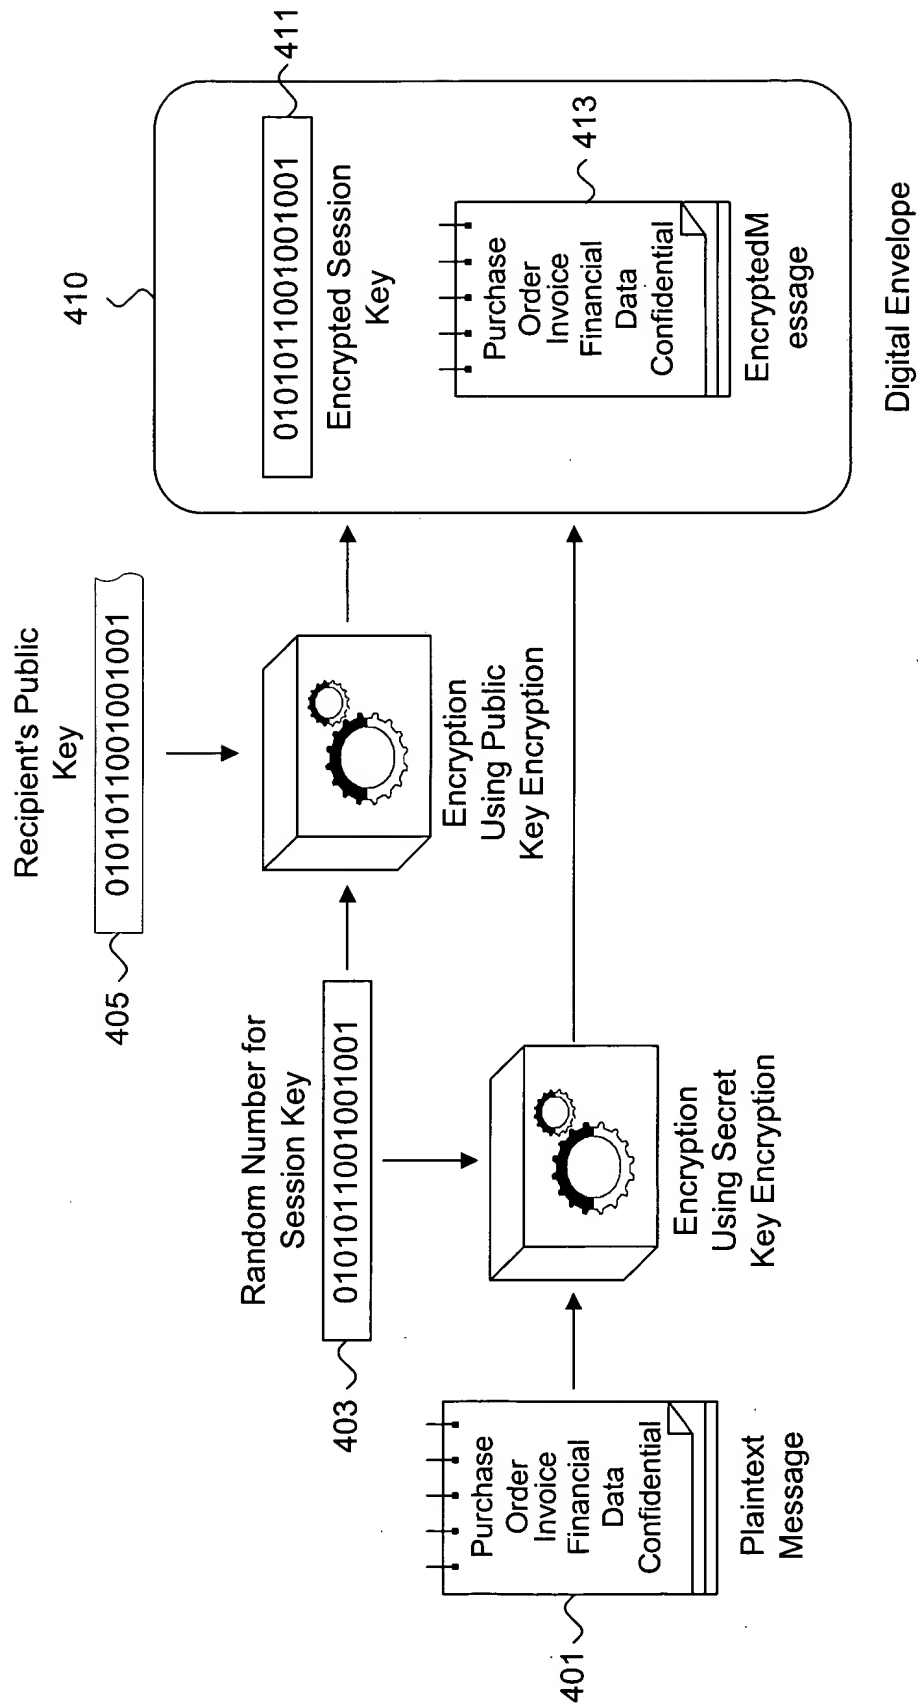 Recipient's Public
Key
0101011001001001
405
410
411
0101011001001001
Encrypted Session
Key
Random Number for
Session Key
0101011001001001
403
Encryption
Using Public
Key Encryption
413
Purchase
Order
Invoice
Financial
Data
Confidential
EncryptedM
essage
Digital Envelope
Purchase
Order
Invoice
Financial
Data
Confidential
Plaintext
Message
401
Encryption
Using Secret
Key Encryption